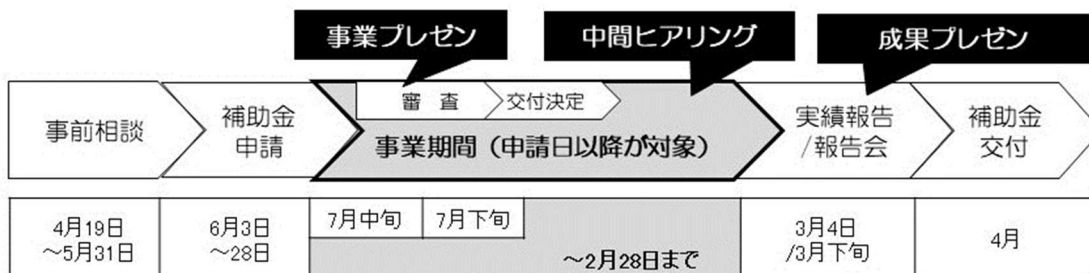 事業プレゼン
中間ヒアリング
成果プレゼン
事前相談
補助金
申請
審　査
交付決定
事業期間（申請日以降が対象）
実績報告
/報告会
補助金
交付
4月19日
～5月31日
6月3日
～28日
7月中旬
7月下旬
～2月28日まで
3月4日
/3月下旬
4月